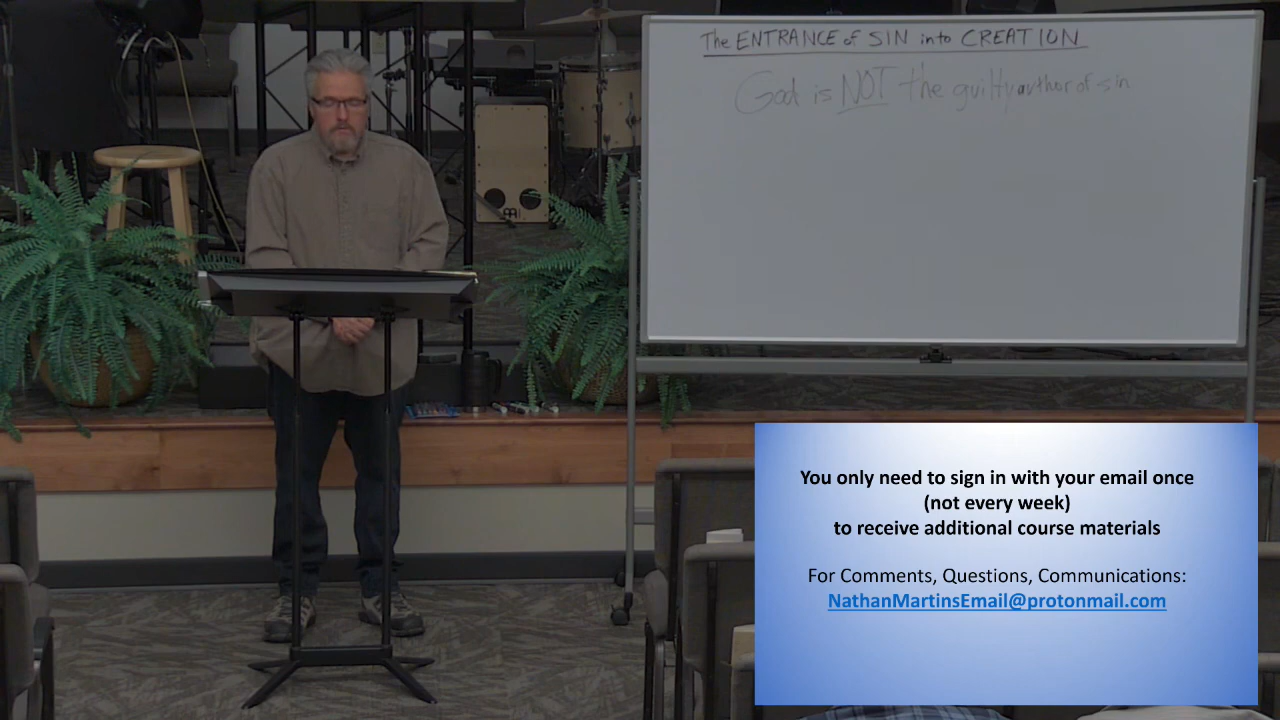 The ENTRANCE of SIN into CREATION
God is NOT the guilty author of sin
MEINL
You only need to sign in with your email once
(not every week)
to receive additional course materials
For Comments, Questions, Communications:
NathanMartinsEmail@protonmail.com